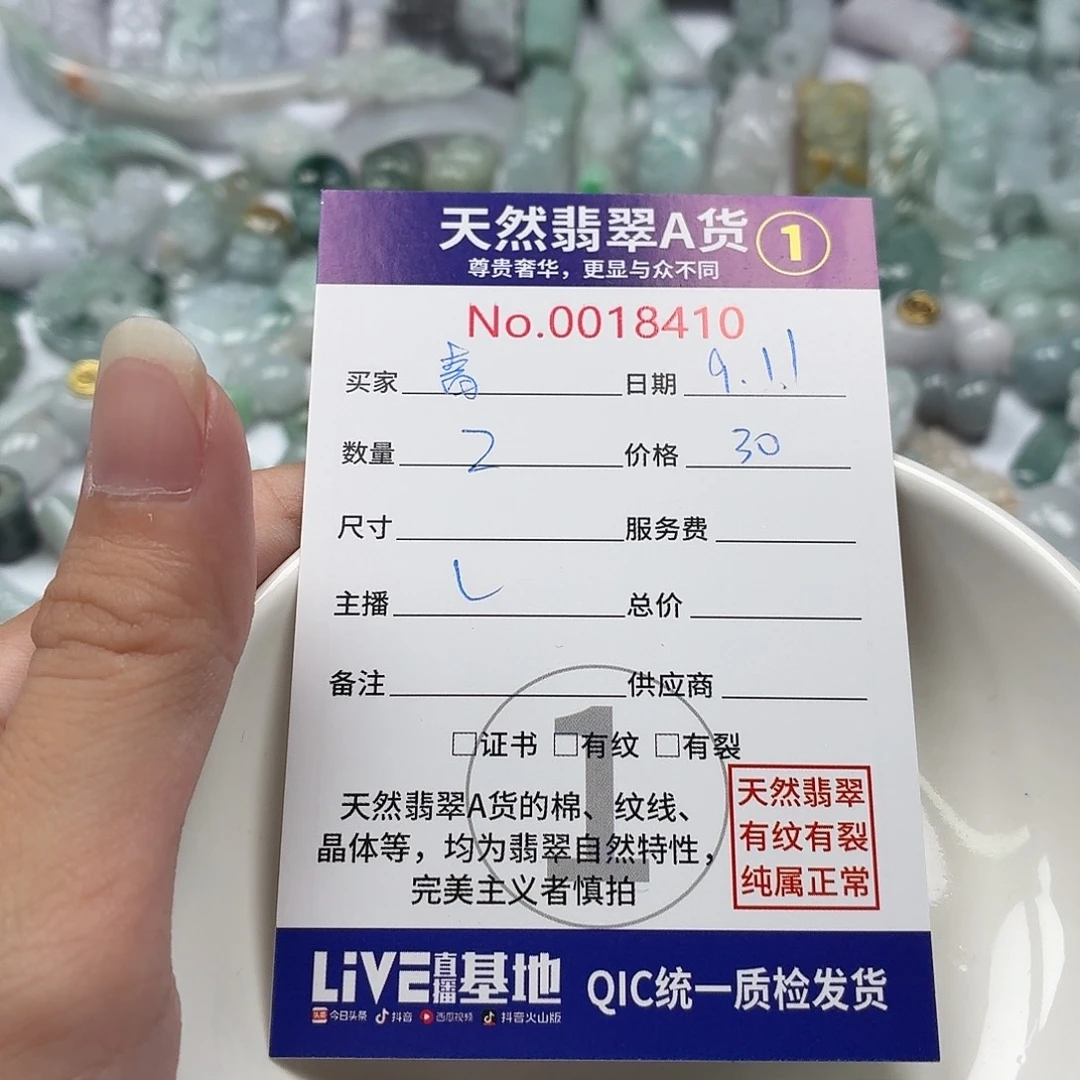 天然翡翠A货 1
尊贵奢华，更显与众不同
No.0018410
买家 青 日期 9.11
数量 2 价格 30
尺寸 服务费
主播 L 总价
备注 供应商
□证书 □有纹 □有裂
1
天然翡翠A货的棉、纹线、
晶体等，均为翡翠自然特性，
完美主义者慎拍
天然翡翠
有纹有裂
纯属正常
LiVE直播基地 QIC统一质检发货
头条 今日头条 抖音 西瓜视频 抖音火山版